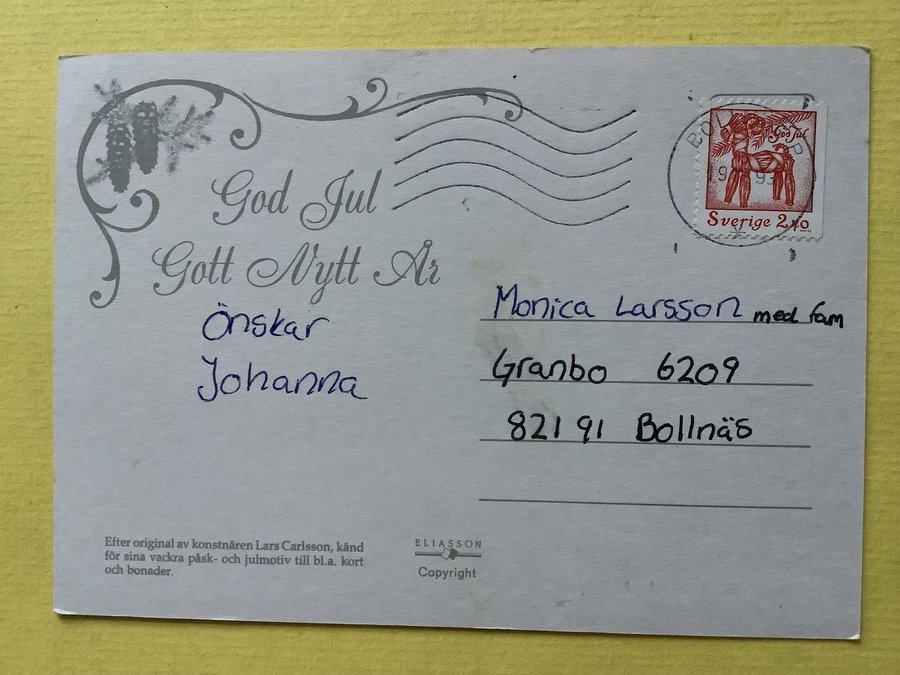 God Jul
Gott Nytt År
Önskar
Johanna
God Jul
Sverige 2,40
Monica Larsson med fam
Granbo 6209
821 91 Bollnäs
Efter original av konstnären Lars Carlsson, känd
för sina vackra påsk- och julmotiv till bl.a. kort
och bonader.
ELIASSON
Copyright